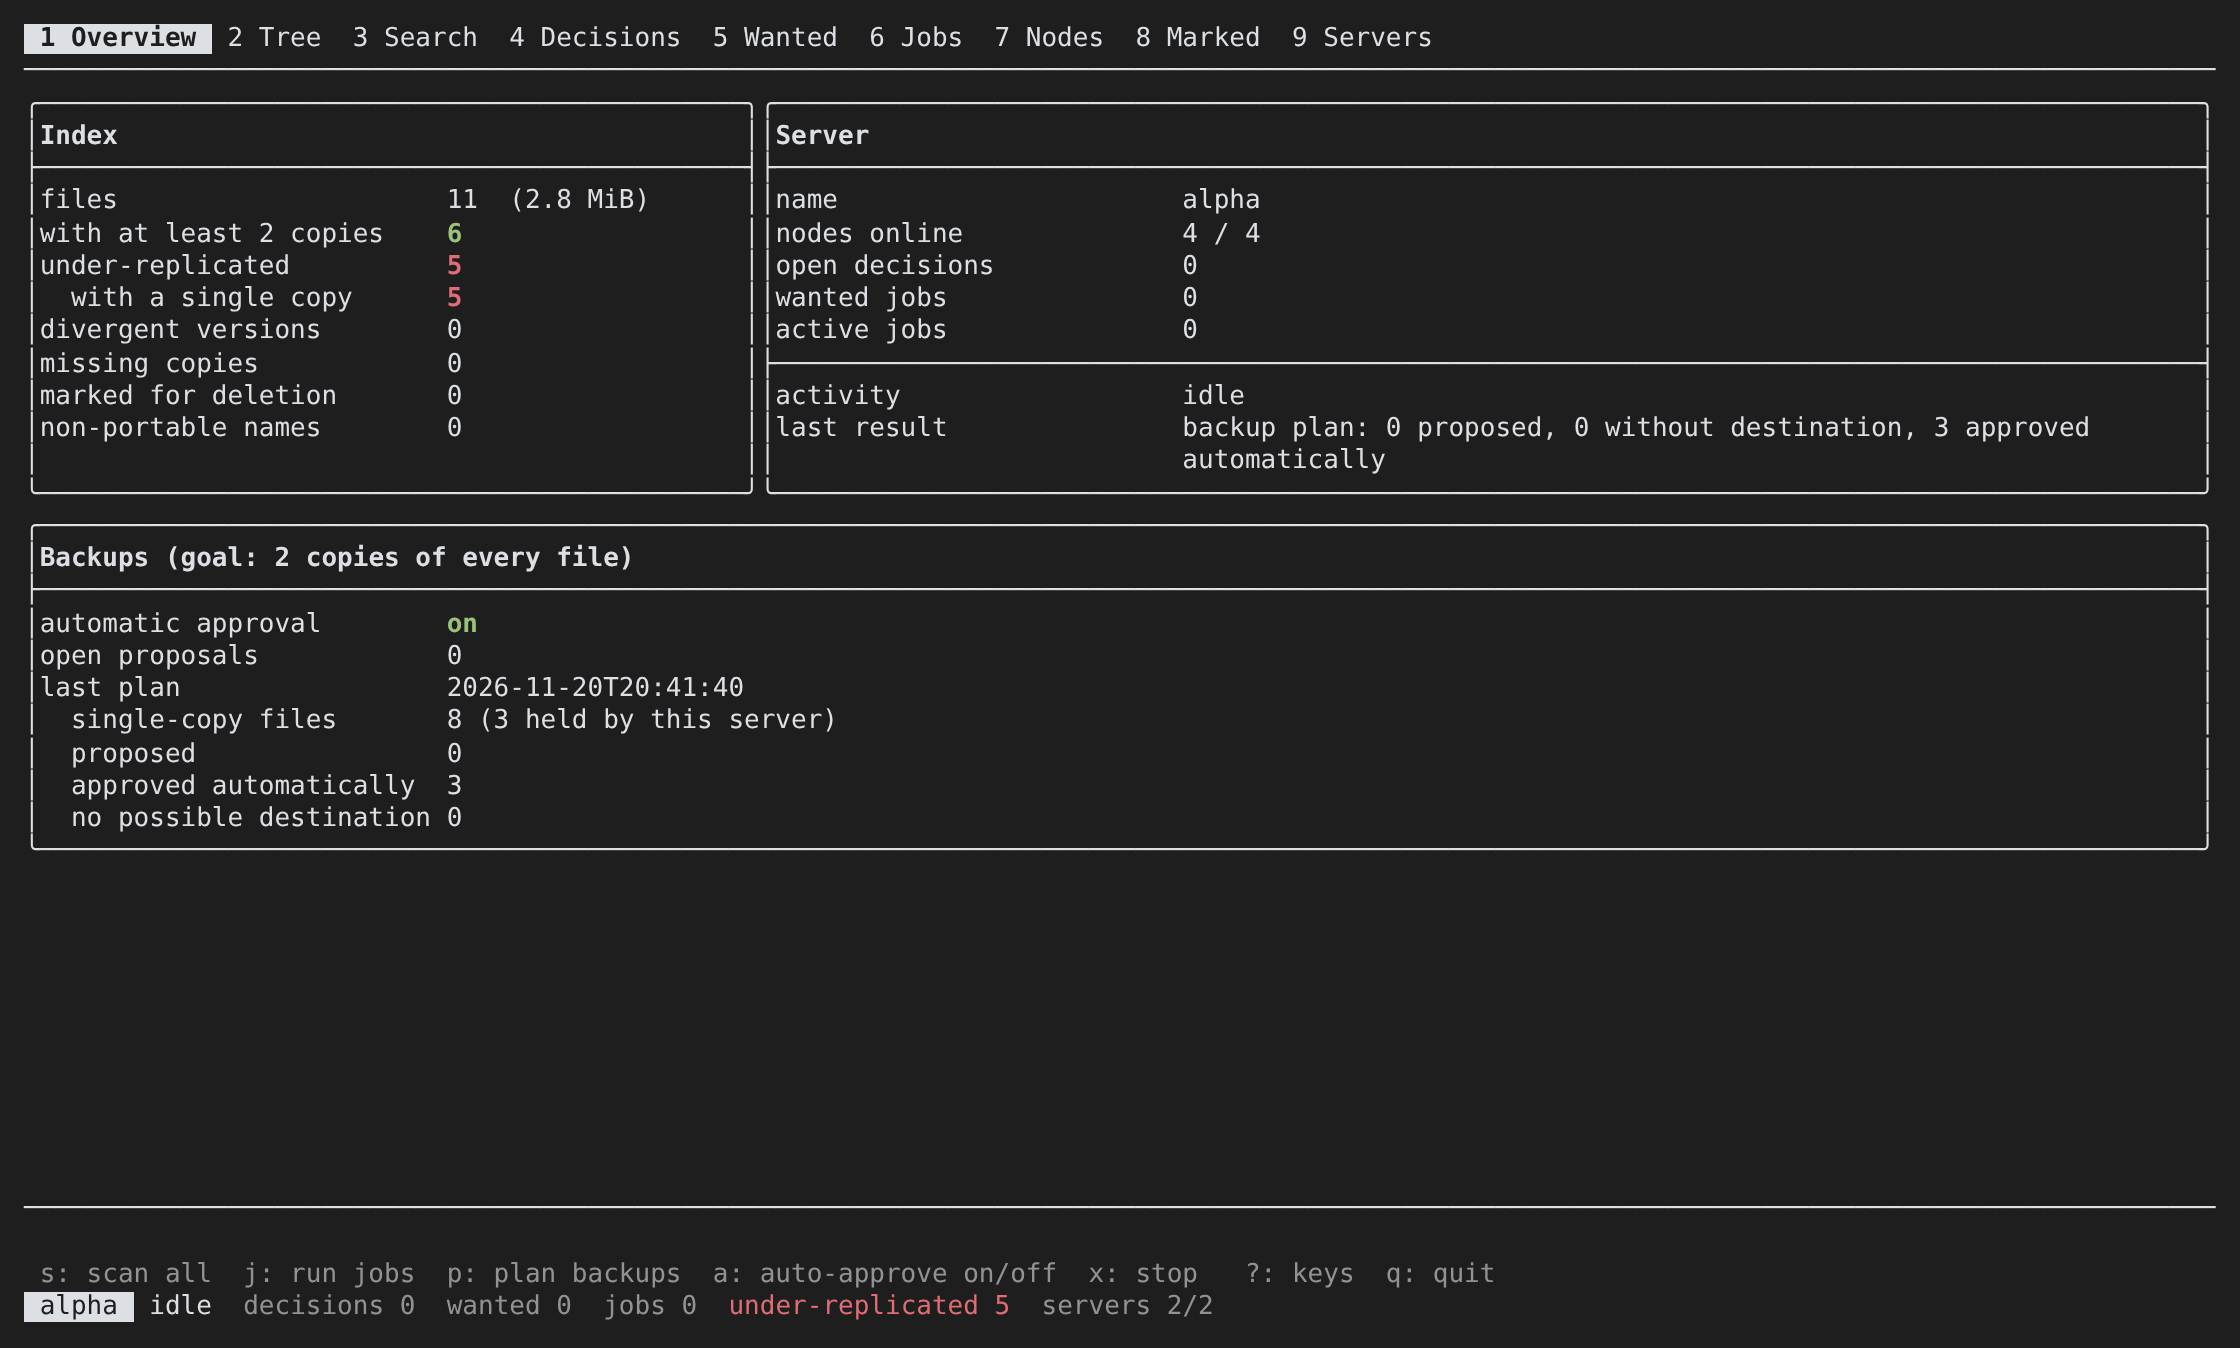 1 Overview  2 Tree  3 Search  4 Decisions  5 Wanted  6 Jobs  7 Nodes  8 Marked  9 Servers
Index
files 11 (2.8 MiB)
with at least 2 copies 6
under-replicated 5
with a single copy 5
divergent versions 0
missing copies 0
marked for deletion 0
non-portable names 0
Server
name alpha
nodes online 4 / 4
open decisions 0
wanted jobs 0
active jobs 0
activity idle
last result backup plan: 0 proposed, 0 without destination, 3 approved
automatically
Backups (goal: 2 copies of every file)
automatic approval on
open proposals 0
last plan 2026-11-20T20:41:40
single-copy files 8 (3 held by this server)
proposed 0
approved automatically 3
no possible destination 0
s: scan all  j: run jobs  p: plan backups  a: auto-approve on/off  x: stop  ?: keys  q: quit
alpha idle  decisions 0  wanted 0  jobs 0  under-replicated 5  servers 2/2